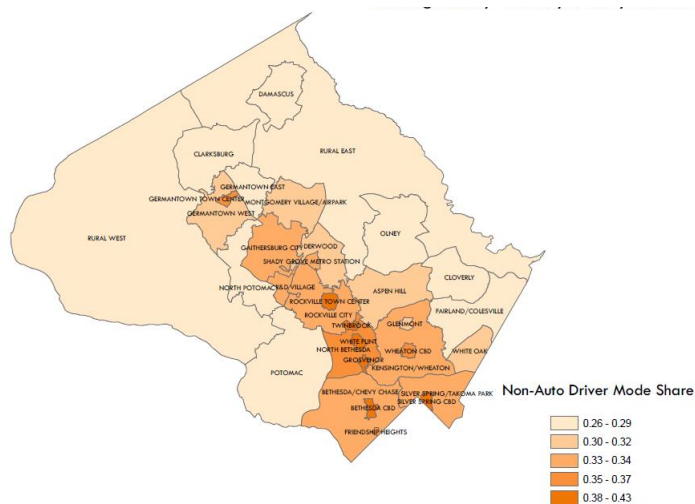 DAMASCUS
CLARKSBURG
RURAL EAST
GERMANTOWN EAST
GERMANTOWN TOWN CENTER
MONTGOMERY VILLAGE/AIRPARK
GERMANTOWN WEST
RURAL WEST
OLNEY
GAITHERSBURG CITY
DERWOOD
SHADY GROVE METRO STATION
CLOVERLY
NORTH POTOMAC
R&D VILLAGE
ASPEN HILL
ROCKVILLE TOWN CENTER
FAIRLAND/COLESVILLE
ROCKVILLE CITY
TWINBROOK
GLENMONT
WHITE FLINT
NORTH BETHESDA
WHEATON CBD
WHITE OAK
GROSVENOR
KENSINGTON/WHEATON
POTOMAC
BETHESDA/CHEVY CHASE
SILVER SPRING/TAKOMA PARK
SILVER SPRING CBD
BETHESDA CBD
FRIENDSHIP HEIGHTS
Non-Auto Driver Mode Share
0.26 - 0.29
0.30 - 0.32
0.33 - 0.34
0.35 - 0.37
0.38 - 0.43